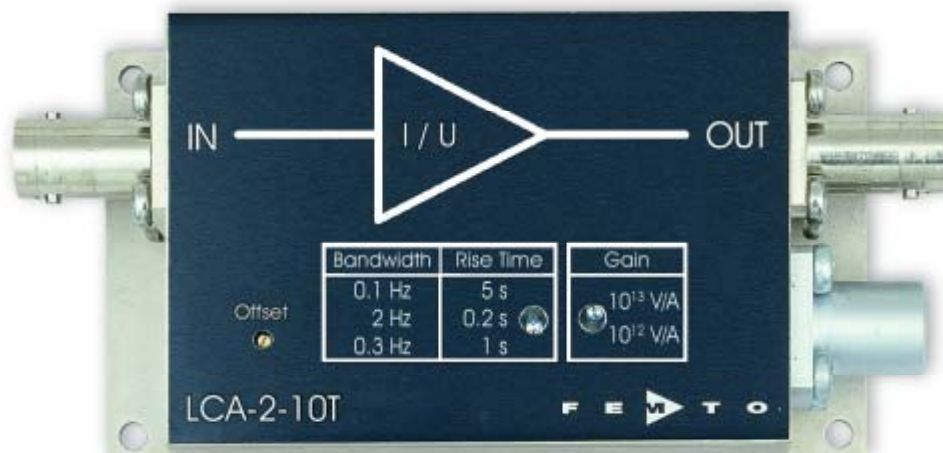 IN I / U OUT
Bandwidth Rise Time Gain
0.1 Hz 5 s 10¹³ V/A
Offset 2 Hz 0.2 s 10¹² V/A
0.3 Hz 1 s
LCA-2-10T FEMTO